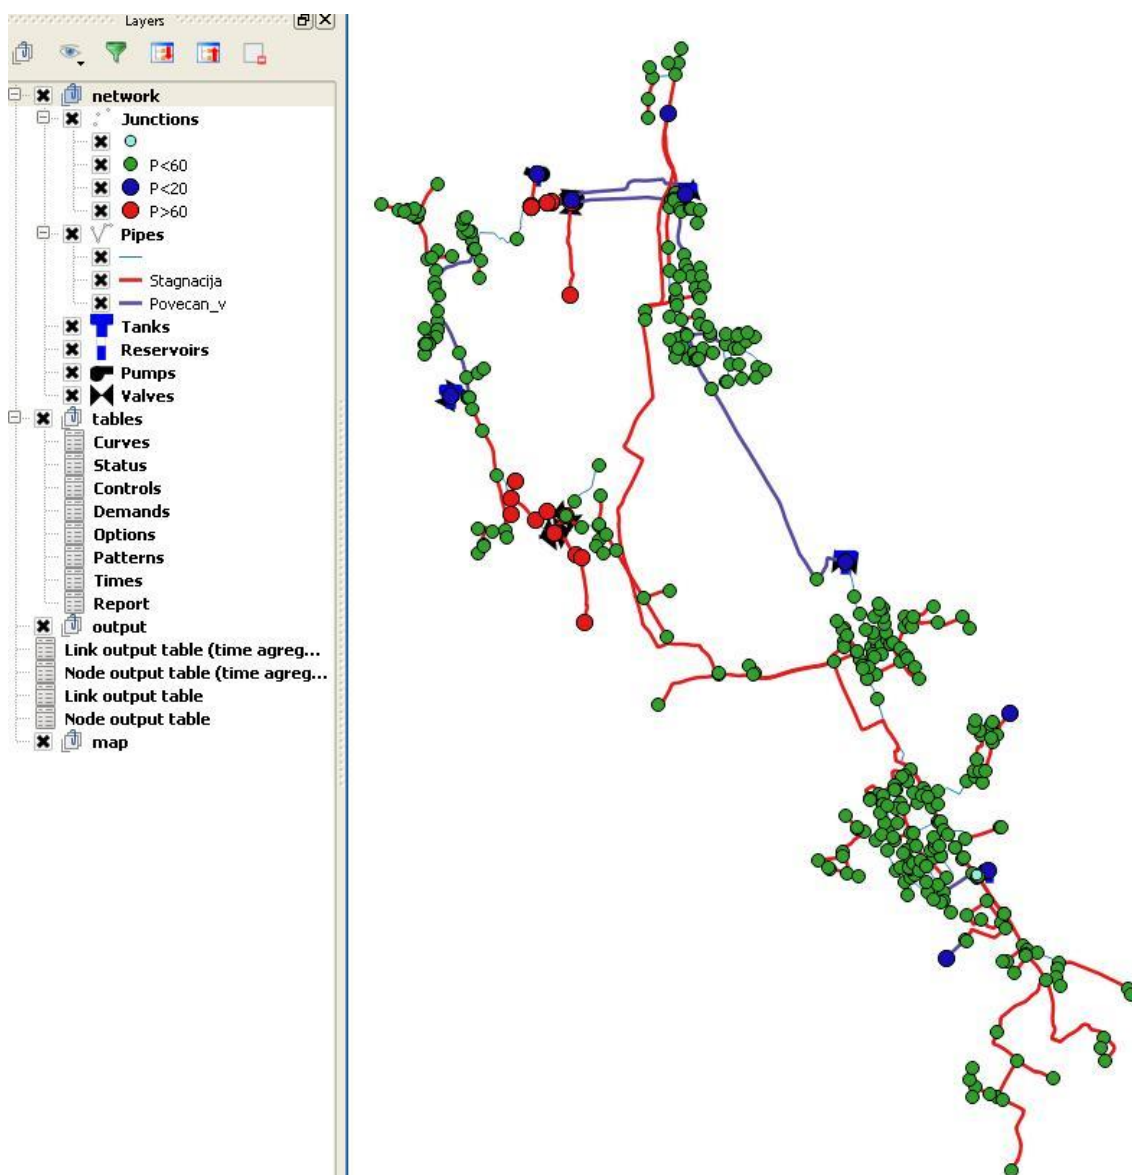 Layers
network
Junctions
P<60
P<20
P>60
Pipes
Stagnacija
Povecan_v
Tanks
Reservoirs
Pumps
Valves
tables
Curves
Status
Controls
Demands
Options
Patterns
Times
Report
output
Link output table (time agreg...
Node output table (time agreg...
Link output table
Node output table
map